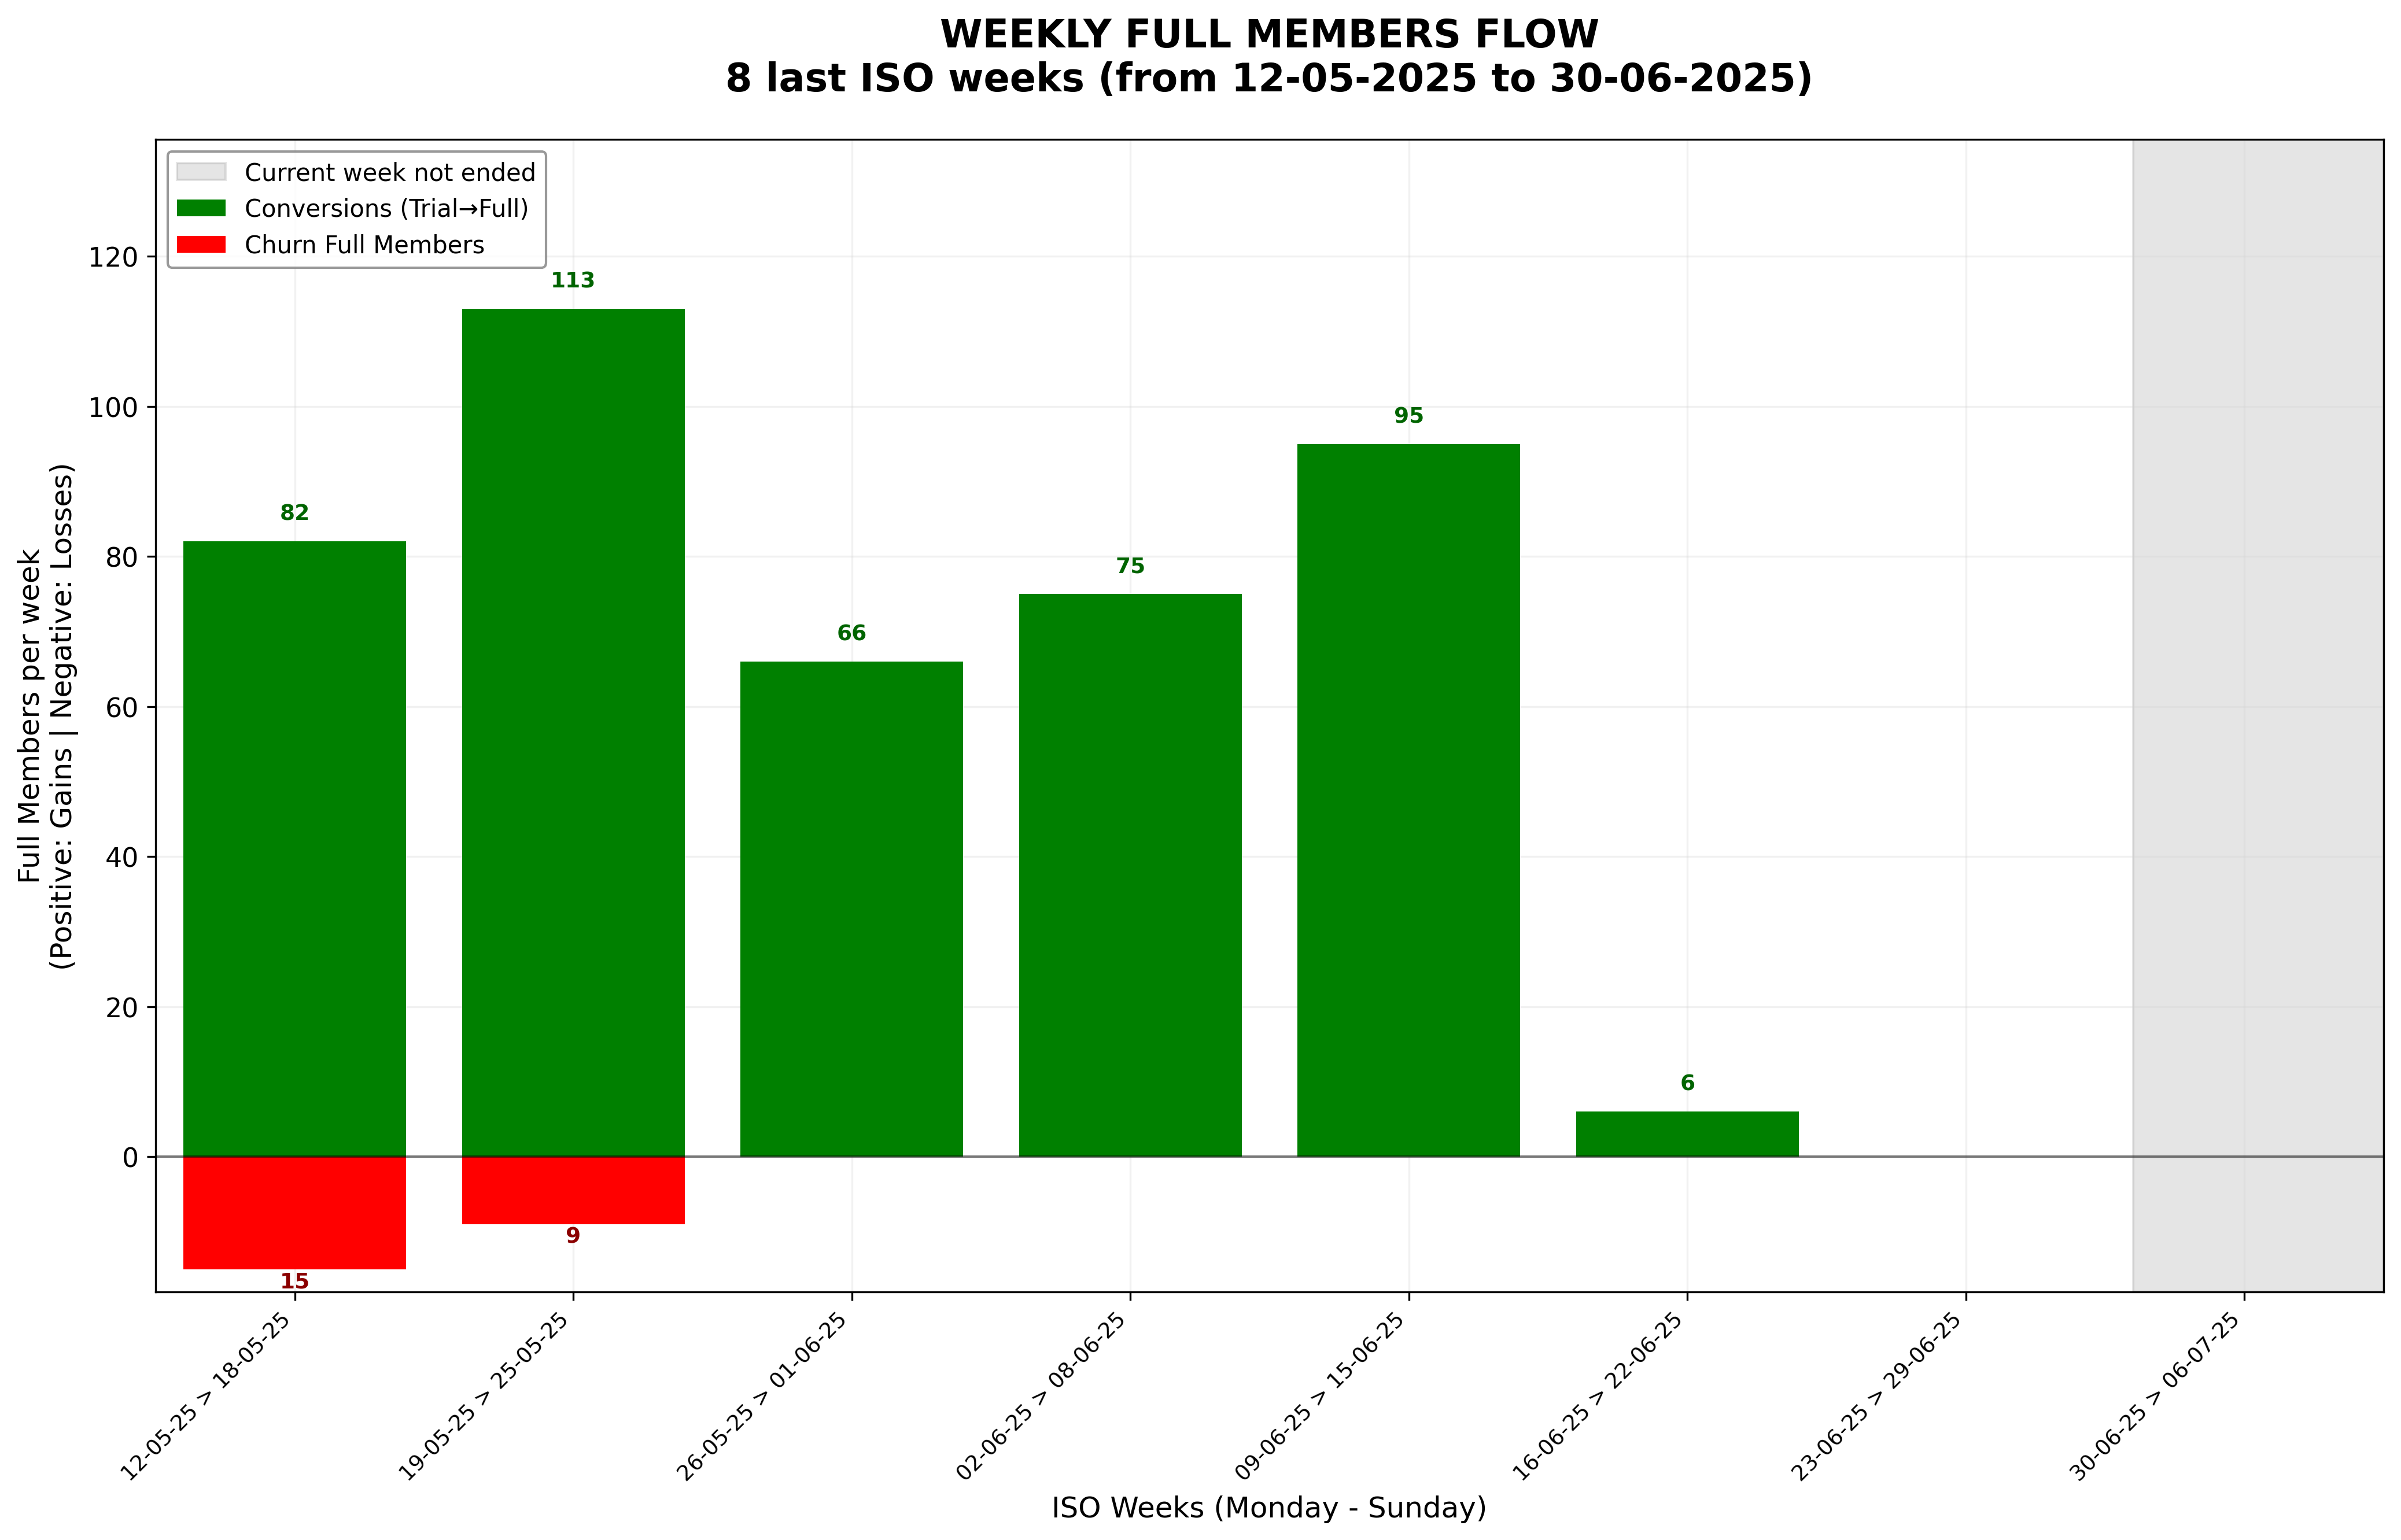 WEEKLY FULL MEMBERS FLOW
8 last ISO weeks (from 12-05-2025 to 30-06-2025)
Current week not ended
Conversions (Trial→Full)
Churn Full Members
Full Members per week
(Positive: Gains | Negative: Losses)
120
100
80
60
40
20
0
82
113
66
75
95
6
15
9
12-05-25 > 18-05-25
19-05-25 > 25-05-25
26-05-25 > 01-06-25
02-06-25 > 08-06-25
09-06-25 > 15-06-25
16-06-25 > 22-06-25
23-06-25 > 29-06-25
30-06-25 > 06-07-25
ISO Weeks (Monday - Sunday)